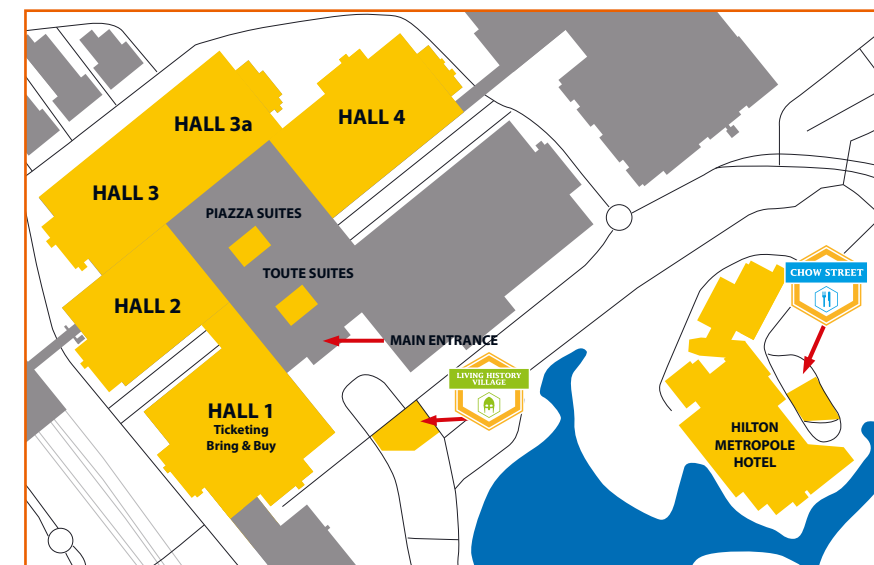 HALL 3a
HALL 4
HALL 3
PIAZZA SUITES
TOUTE SUITES
CHOW STREET
HALL 2
MAIN ENTRANCE
LIVING HISTORY
VILLAGE
HALL 1
Ticketing
Bring & Buy
HILTON
METROPOLE
HOTEL